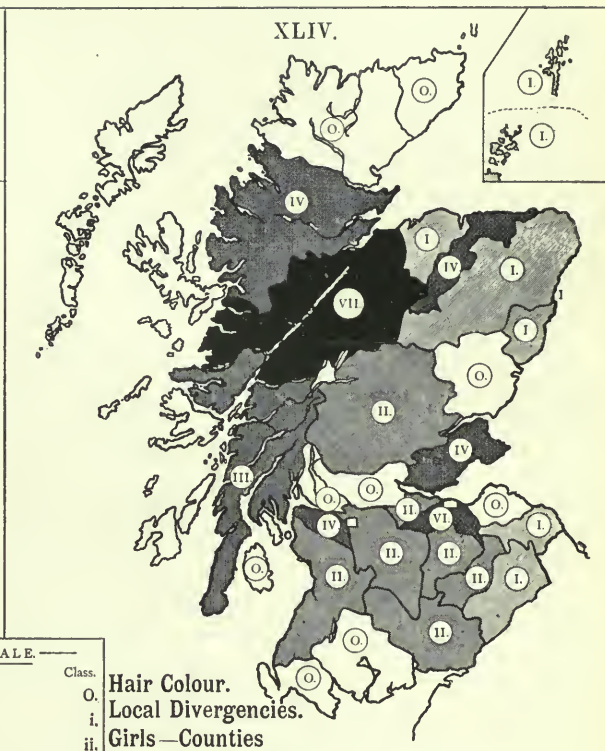 XLIV.
I.
I.
O.
O.
IV
I
IV.
I.
VII.
I
O.
II.
IV
III.
O.
O.
II.
VI.
O.
I.
IV
II.
II.
II.
II.
I.
O.
II.
O.
O.
ALE.
Class.
O. Hair Colour.
i. Local Divergencies.
ii. Girls—Counties